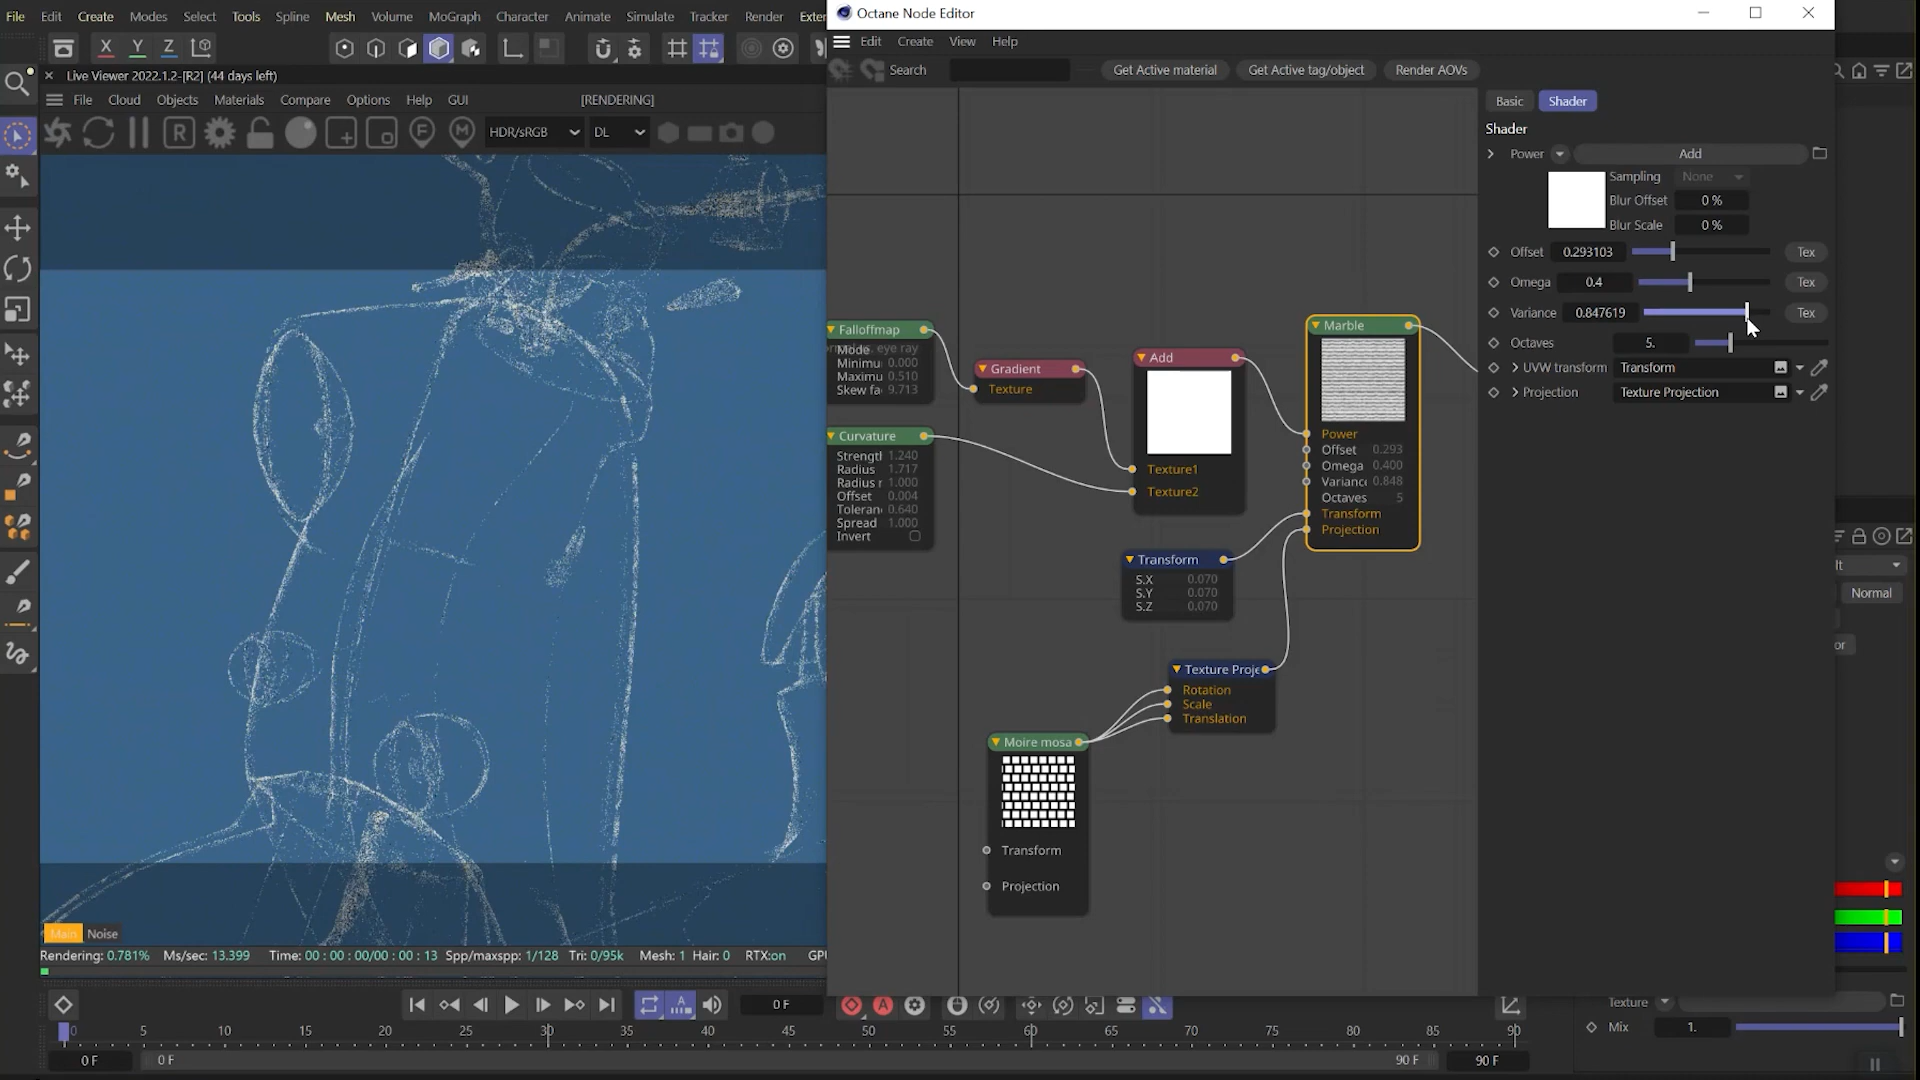 File Edit Create Modes Select Tools Spline Mesh Volume MoGraph Character Animate Simulate Tracker Render Exter
Octane Node Editor
Edit Create View Help
X Y Z
Live Viewer 2022.1.2-[R2] (44 days left)
Search
Get Active material
Get Active tag/object
Render AOVs
File Cloud Objects Materials Compare Options Help GUI
[RENDERING]
R
F
M
HDR/sRGB
DL
Basic
Shader
Shader
Power
Add
Sampling None
Blur Offset 0 %
Blur Scale 0 %
Offset 0.293103 Tex
Omega 0.4 Tex
Variance 0.847619 Tex
Octaves 5.
UVW transform Transform
Projection Texture Projection
Falloffmap
eye ray
Mode
Minimu 0.000
Maximu 0.510
Skew fa 9.713
Gradient
Texture
Add
Texture1
Texture2
Marble
Power
Offset 0.293
Omega 0.400
Varianc 0.848
Octaves 5
Transform
Projection
Curvature
Strengtl 1.240
Radius 1.717
Radius r 1.000
Offset 0.004
Toleran 0.640
Spread 1.000
Invert
Transform
S.X 0.070
S.Y 0.070
S.Z 0.070
Texture Proje
Rotation
Scale
Translation
Moire mosa
Transform
Projection
lt
Normal
or
Main Noise
Rendering: 0.781% Ms/sec: 13.399 Time: 00 : 00 : 00/00 : 00 : 13 Spp/maxspp: 1/128 Tri: 0/95k Mesh: 1 Hair: 0 RTX:on GPU
A
0 F
A
Texture
Mix 1.
0 5 10 15 20 25 30 35 40 45 50 55 60 65 70 75 80 85 90
0 F
0 F
90 F
90 F